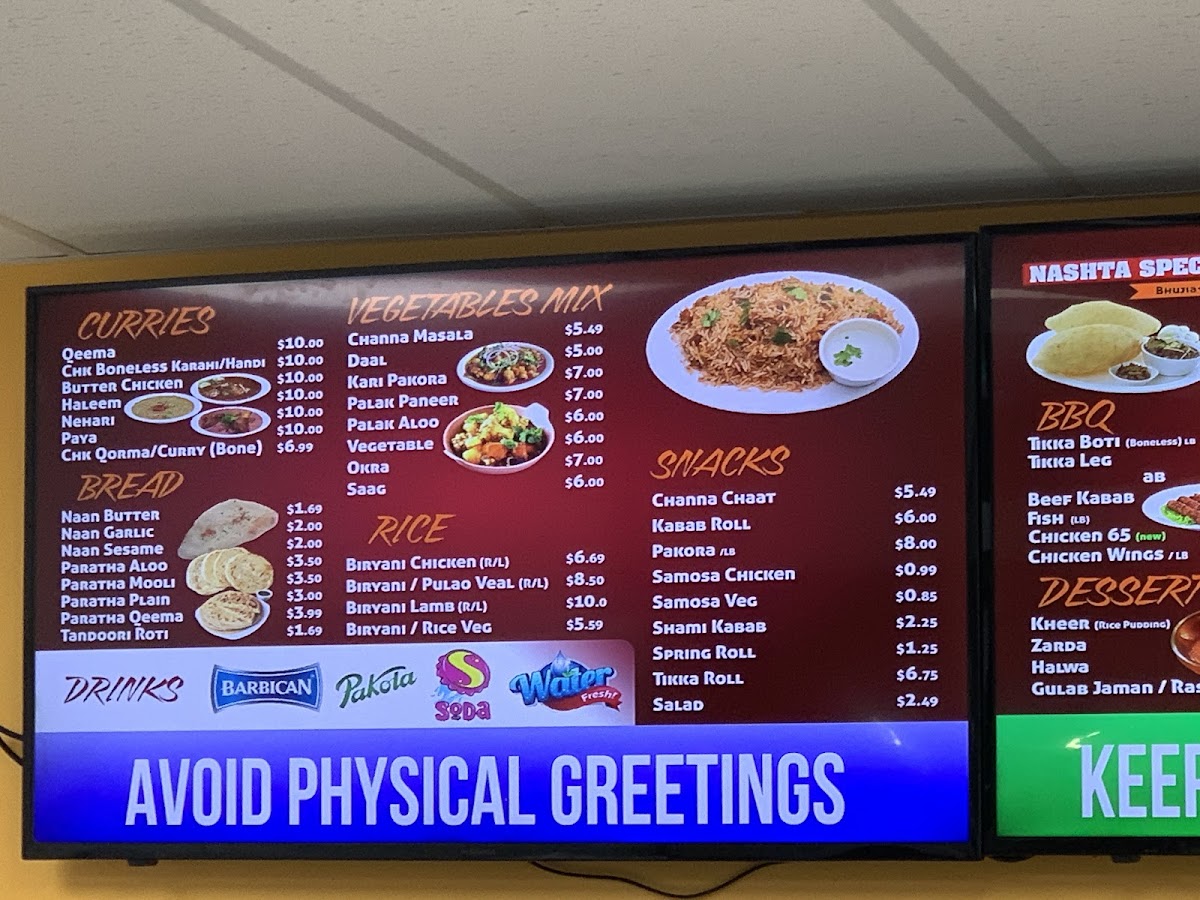 CURRIES
Qeema $10.00
Chk Boneless Karahi/Handi $10.00
Butter Chicken $10.00
Haleem $10.00
Nehari $10.00
Paya $10.00
Chk Qorma/Curry (Bone) $6.99
BREAD
Naan Butter $1.69
Naan Garlic $2.00
Naan Sesame $2.00
Paratha Aloo $3.50
Paratha Mooli $3.50
Paratha Plain $3.00
Paratha Qeema $3.99
Tandoori Roti $1.69
VEGETABLES MIX
Channa Masala $5.49
Daal $5.00
Kari Pakora $7.00
Palak Paneer $7.00
Palak Aloo $6.00
Vegetable $6.00
Okra $7.00
Saag $6.00
RICE
Biryani Chicken (R/L) $6.69
Biryani / Pulao Veal (R/L) $8.50
Biryani Lamb (R/L) $10.0
Biryani / Rice Veg $5.59
SNACKS
Channa Chaat $5.49
Kabab Roll $6.00
Pakora /LB $8.00
Samosa Chicken $0.99
Samosa Veg $0.85
Shami Kabab $2.25
Spring Roll $1.25
Tikka Roll $6.75
Salad $2.49
DRINKS
BARBICAN
Pakola
S
SODA
Water
Fresh!
AVOID PHYSICAL GREETINGS
NASHTA SPEC
Bhujia
BBQ
Tikka Boti (Boneless) LB
Tikka Leg
AB
Beef Kabab
Fish (LB)
Chicken 65 (new)
Chicken Wings / LB
DESSERT
Kheer (Rice Pudding)
Zarda
Halwa
Gulab Jaman / Ras
KEEP